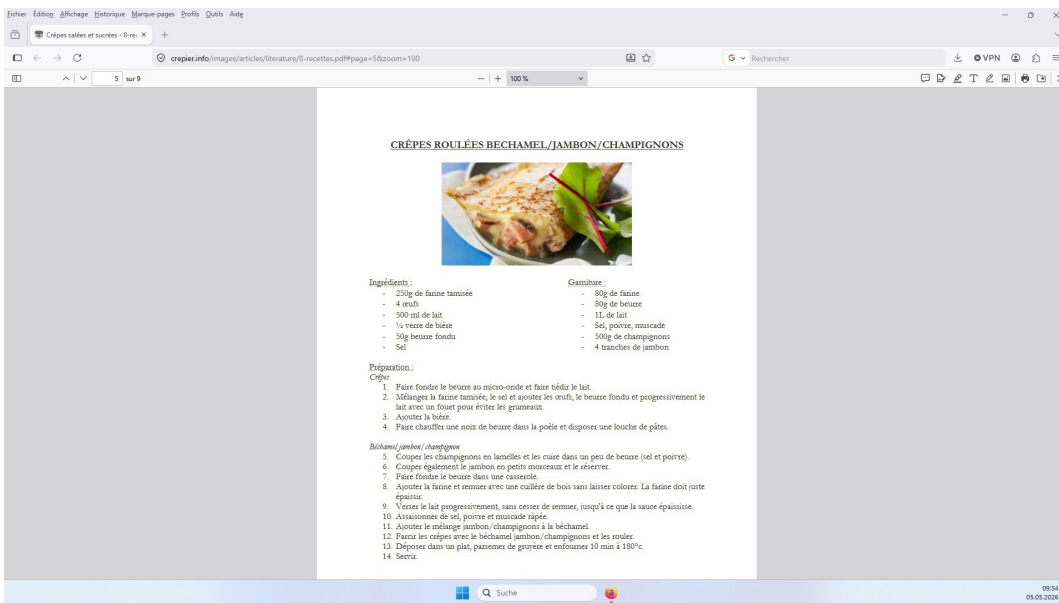 Fichier Édition Affichage Historique Marque-pages Profils Outils Aide
Crêpes salées et sucrées - 8-rec
crepier.info/images/articles/literature/8-recettes.pdf#page=5&zoom=100
Rechercher
VPN
5 sur 9
100 %
CRÊPES ROULÉES BECHAMEL/JAMBON/CHAMPIGNONS
Ingrédients :
- 250g de farine tamisée
- 4 œufs
- 500 ml de lait
- ½ verre de bière
- 50g beurre fondu
- Sel
Garniture :
- 80g de farine
- 80g de beurre
- 1L de lait
- Sel, poivre, muscade
- 500g de champignons
- 4 tranches de jambon
Préparation :
Crêpes
1. Faire fondre le beurre au micro-onde et faire tiédir le lait.
2. Mélanger la farine tamisée, le sel et ajouter les œufs, le beurre fondu et progressivement le
lait avec un fouet pour éviter les grumeaux.
3. Ajouter la bière.
4. Faire chauffer une noix de beurre dans la poêle et disposer une louche de pâtes.
Béchamel jambon/champignon
5. Couper les champignons en lamelles et les cuire dans un peu de beurre (sel et poivre).
6. Couper également le jambon en petits morceaux et le réserver.
7. Faire fondre le beurre dans une casserole.
8. Ajouter la farine et remuer avec une cuillère de bois sans laisser colorer. La farine doit juste
épaissir.
9. Verser le lait progressivement, sans cesser de remuer, jusqu'à ce que la sauce épaississe.
10. Assaisonner de sel, poivre et muscade râpée.
11. Ajouter le mélange jambon/champignons à la béchamel.
12. Farcir les crêpes avec le béchamel jambon/champignons et les rouler.
13. Déposer dans un plat, parsemer de gruyère et enfourner 10 min à 180°c.
14. Servir.
Suche
09:54
05.05.2026